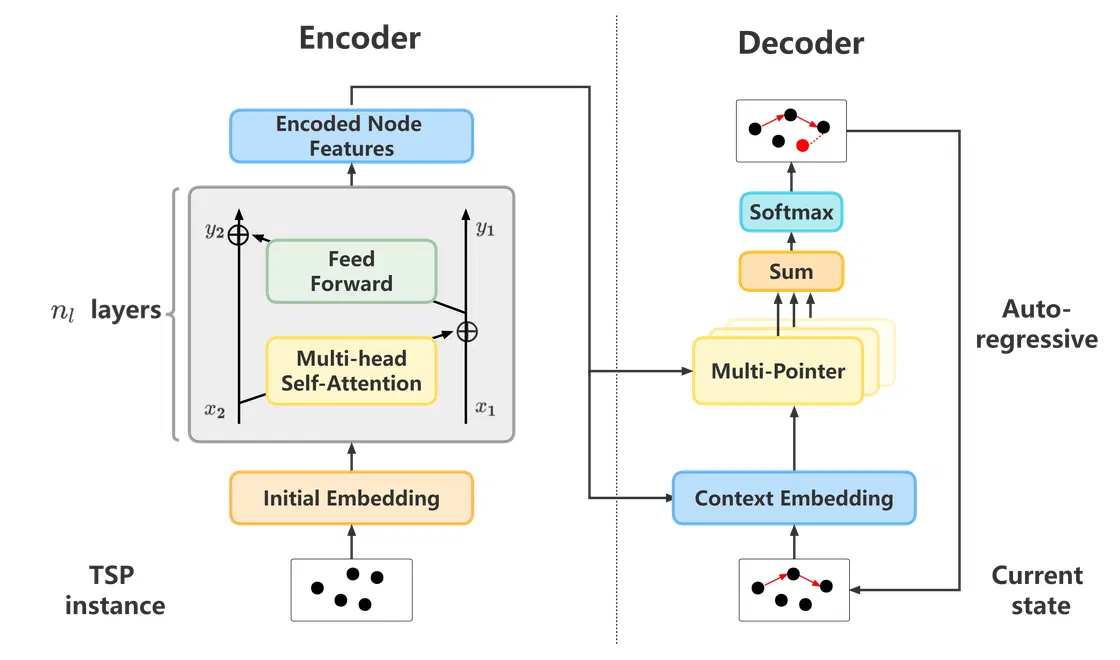 Encoder
Encoded Node
Features
y₂
y₁
Feed
Forward
nₗ layers
Multi-head
Self-Attention
x₂
x₁
Initial Embedding
TSP
instance
Decoder
Softmax
Sum
Auto-
regressive
Multi-Pointer
Context Embedding
Current
state